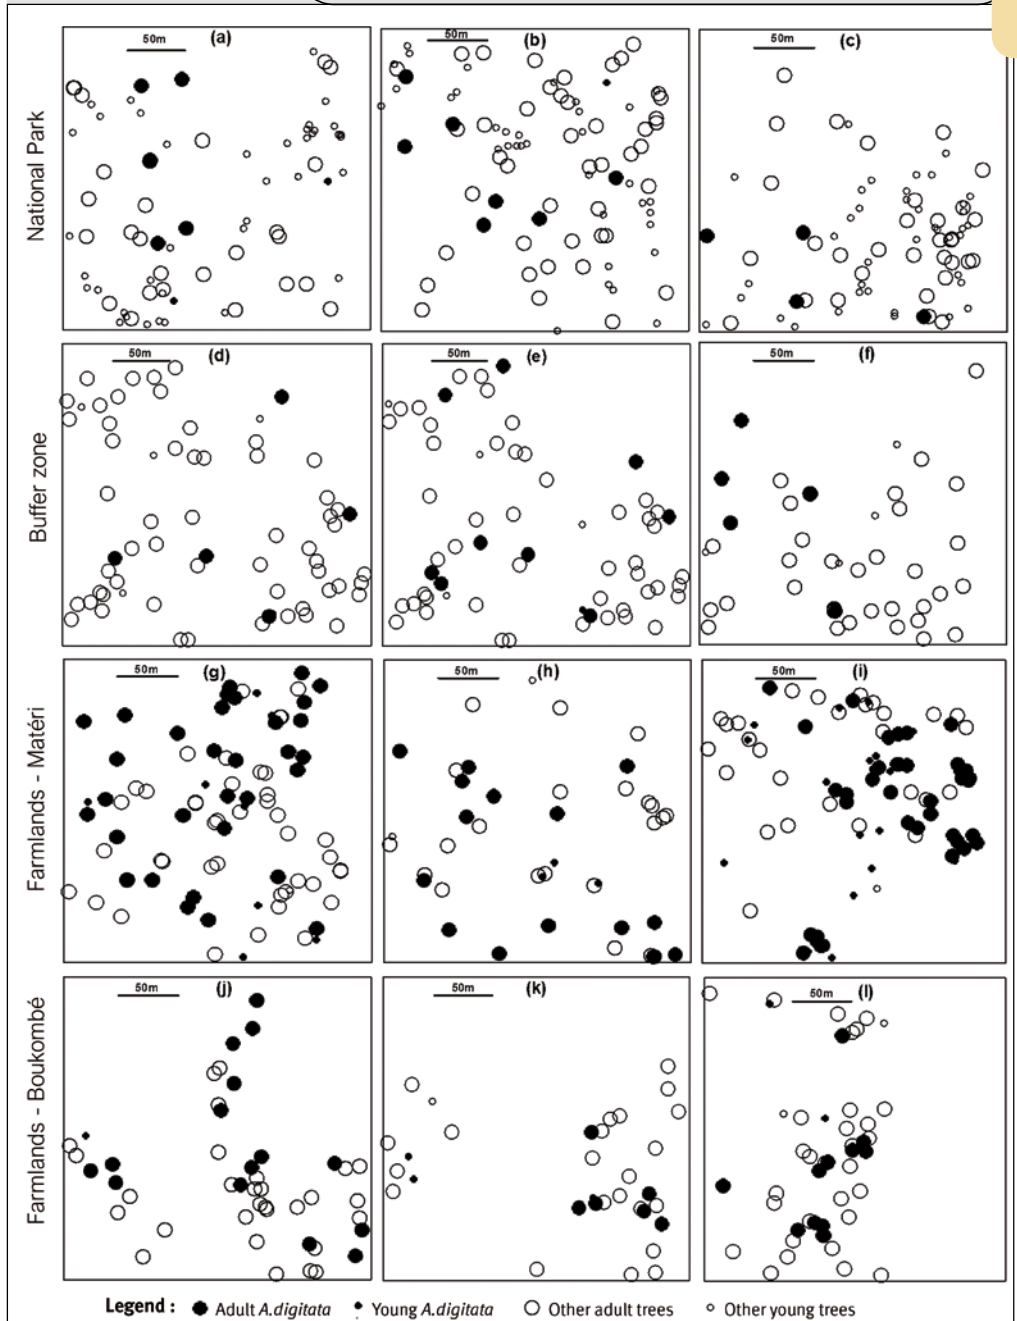 National Park
50m (a)
50m (b)
50m (c)
Buffer zone
50m (d)
50m (e)
50m (f)
Farmlands - Matéri
50m (g)
50m (h)
50m (i)
Farmlands - Boukombé
50m (j)
50m (k)
50m (l)
Legend : Adult A.digitata Young A.digitata Other adult trees Other young trees